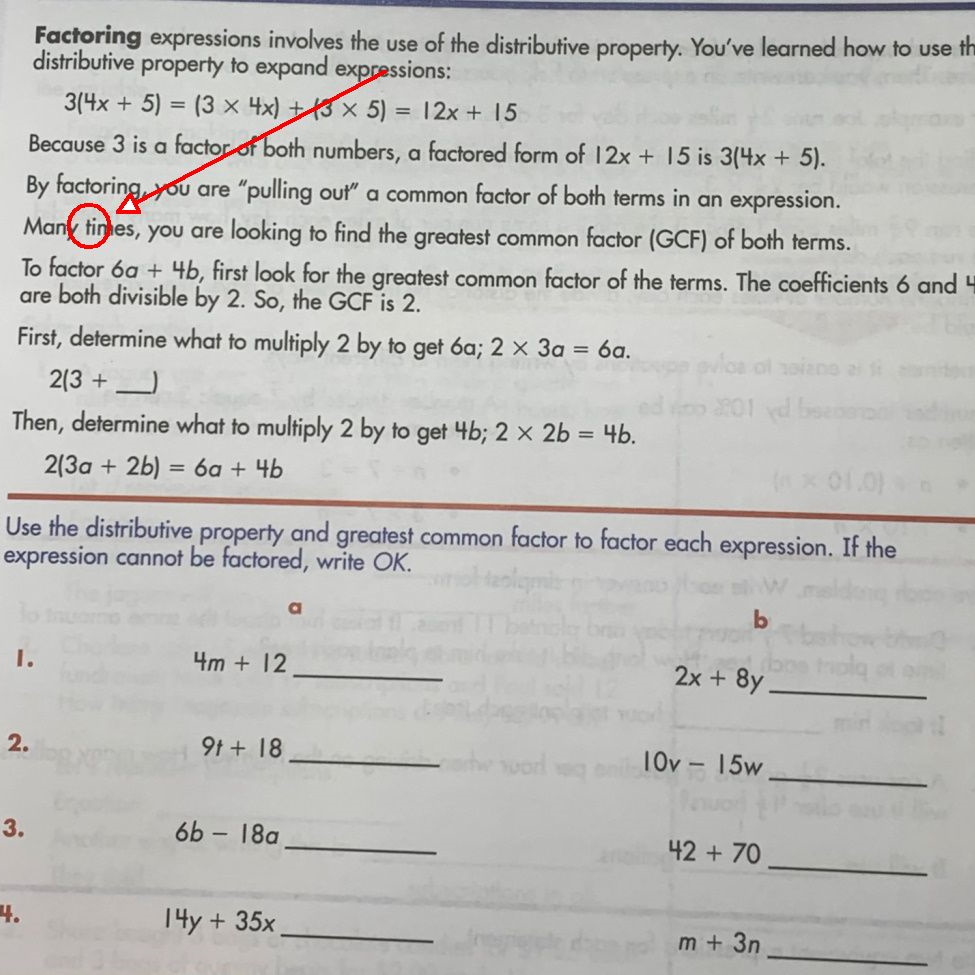 Factoring expressions involves the use of the distributive property. You've learned how to use
distributive property to expand expressions:
3(4x + 5) = (3 × 4x) + (3 × 5) = 12x + 15
Because 3 is a factor of both numbers, a factored form of 12x + 15 is 3(4x + 5).
By factoring, you are “pulling out” a common factor of both terms in an expression.
Many times, you are looking to find the greatest common factor (GCF) of both terms.
To factor 6a + 4b, first look for the greatest common factor of the terms. The coefficients 6 and 4
are both divisible by 2. So, the GCF is 2.
First, determine what to multiply 2 by to get 6a; 2 × 3a = 6a.
2(3 + __)
Then, determine what to multiply 2 by to get 4b; 2 × 2b = 4b.
2(3a + 2b) = 6a + 4b
Use the distributive property and greatest common factor to factor each expression. If the
expression cannot be factored, write OK.
a b
1. 4m + 12 ________ 2x + 8y ________
2. 9t + 18 ________ 10v − 15w ________
3. 6b − 18a ________ 42 + 70 ________
4. 14y + 35x ________ m + 3n ________